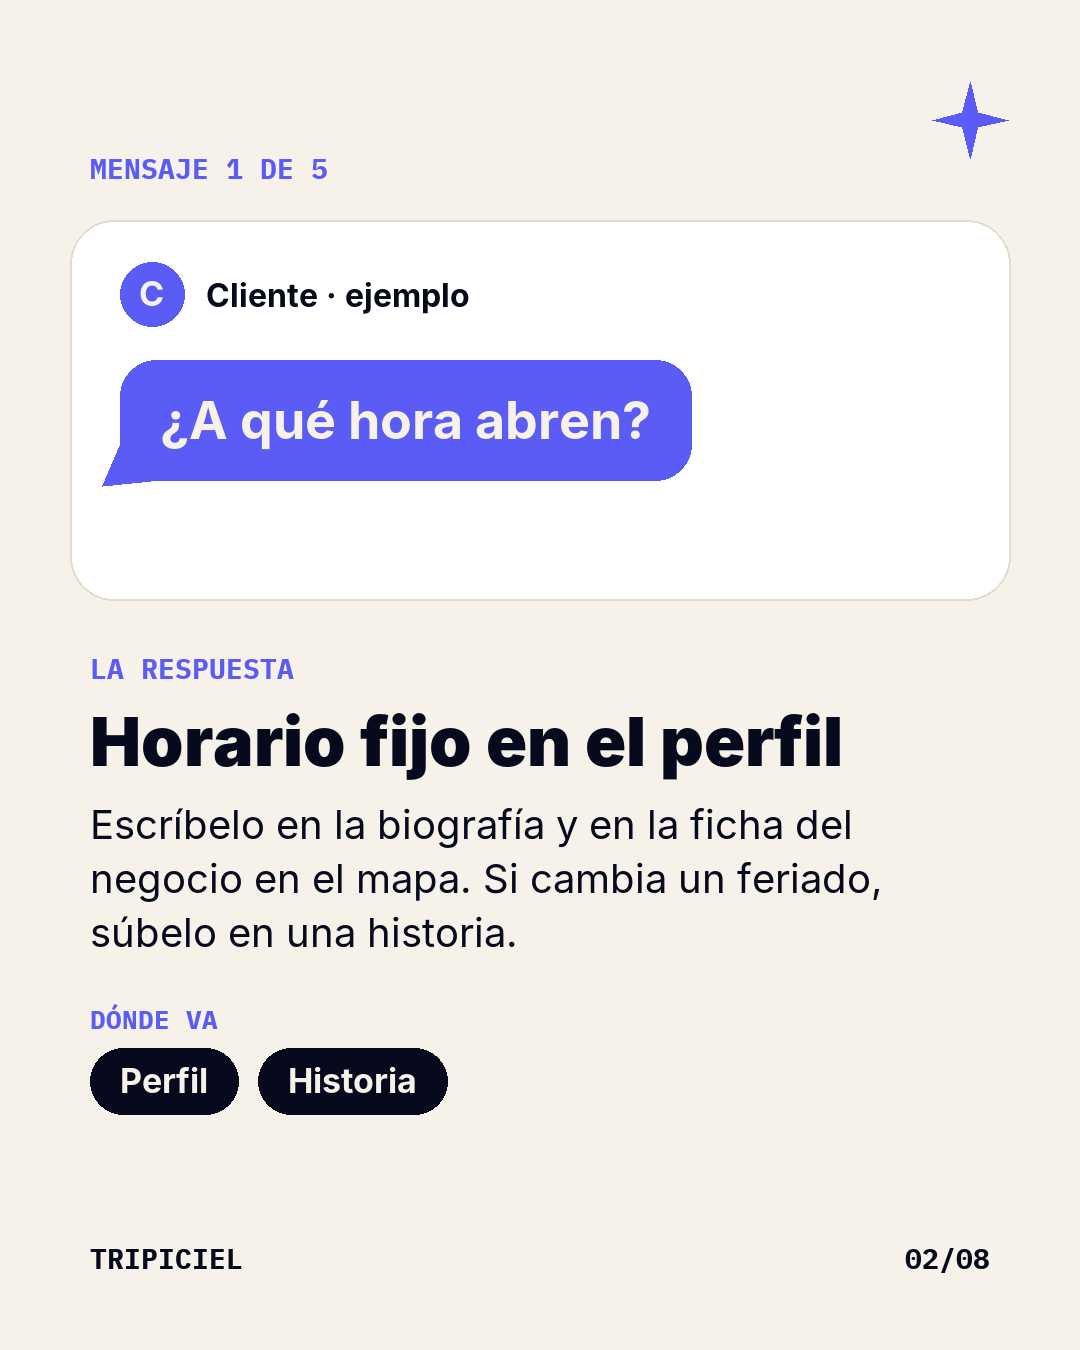 MENSAJE 1 DE 5
C
Cliente · ejemplo
¿A qué hora abren?
LA RESPUESTA
Horario fijo en el perfil
Escríbelo en la biografía y en la ficha del
negocio en el mapa. Si cambia un feriado,
súbelo en una historia.
DÓNDE VA
Perfil
Historia
TRIPICIEL
02/08